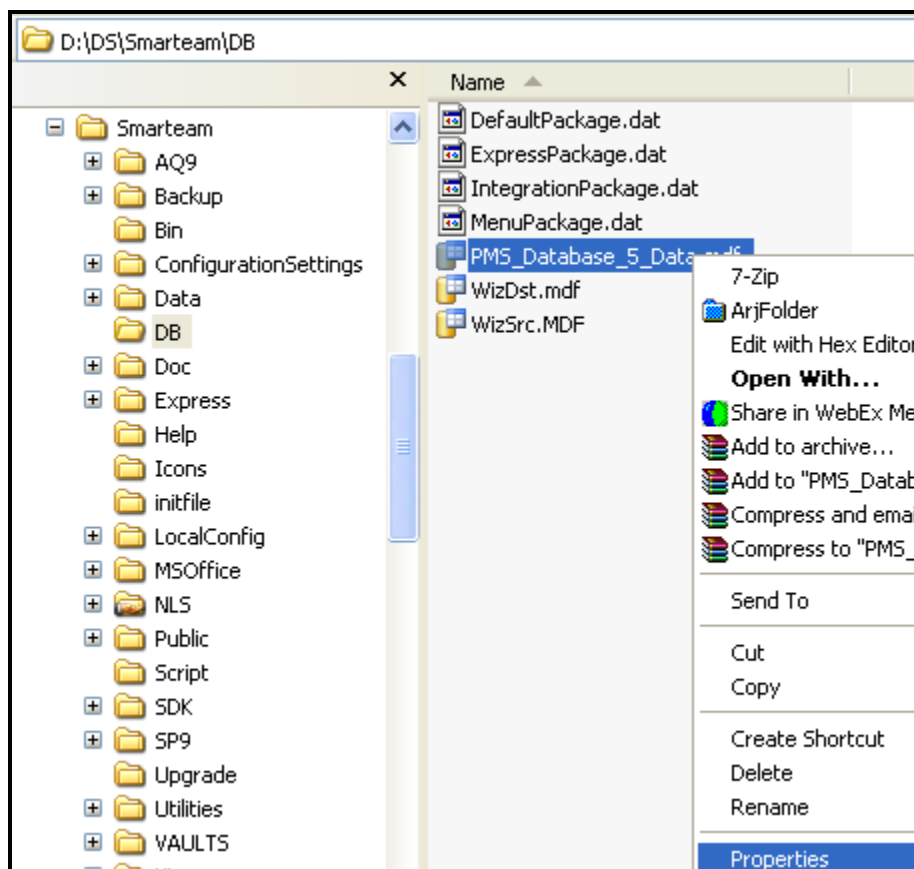 D:\DS\Smarteam\DB
Name
Smarteam
AQ9
Backup
Bin
ConfigurationSettings
Data
DB
Doc
Express
Help
Icons
initfile
LocalConfig
MSOffice
NLS
Public
Script
SDK
SP9
Upgrade
Utilities
VAULTS
DefaultPackage.dat
ExpressPackage.dat
IntegrationPackage.dat
MenuPackage.dat
PMS_Database_5_Data.mdf
WizDst.mdf
WizSrc.MDF
7-Zip
ArjFolder
Edit with Hex Editor
Open With...
Share in WebEx Me
Add to archive...
Add to "PMS_Datab
Compress and emai
Compress to "PMS_
Send To
Cut
Copy
Create Shortcut
Delete
Rename
Properties